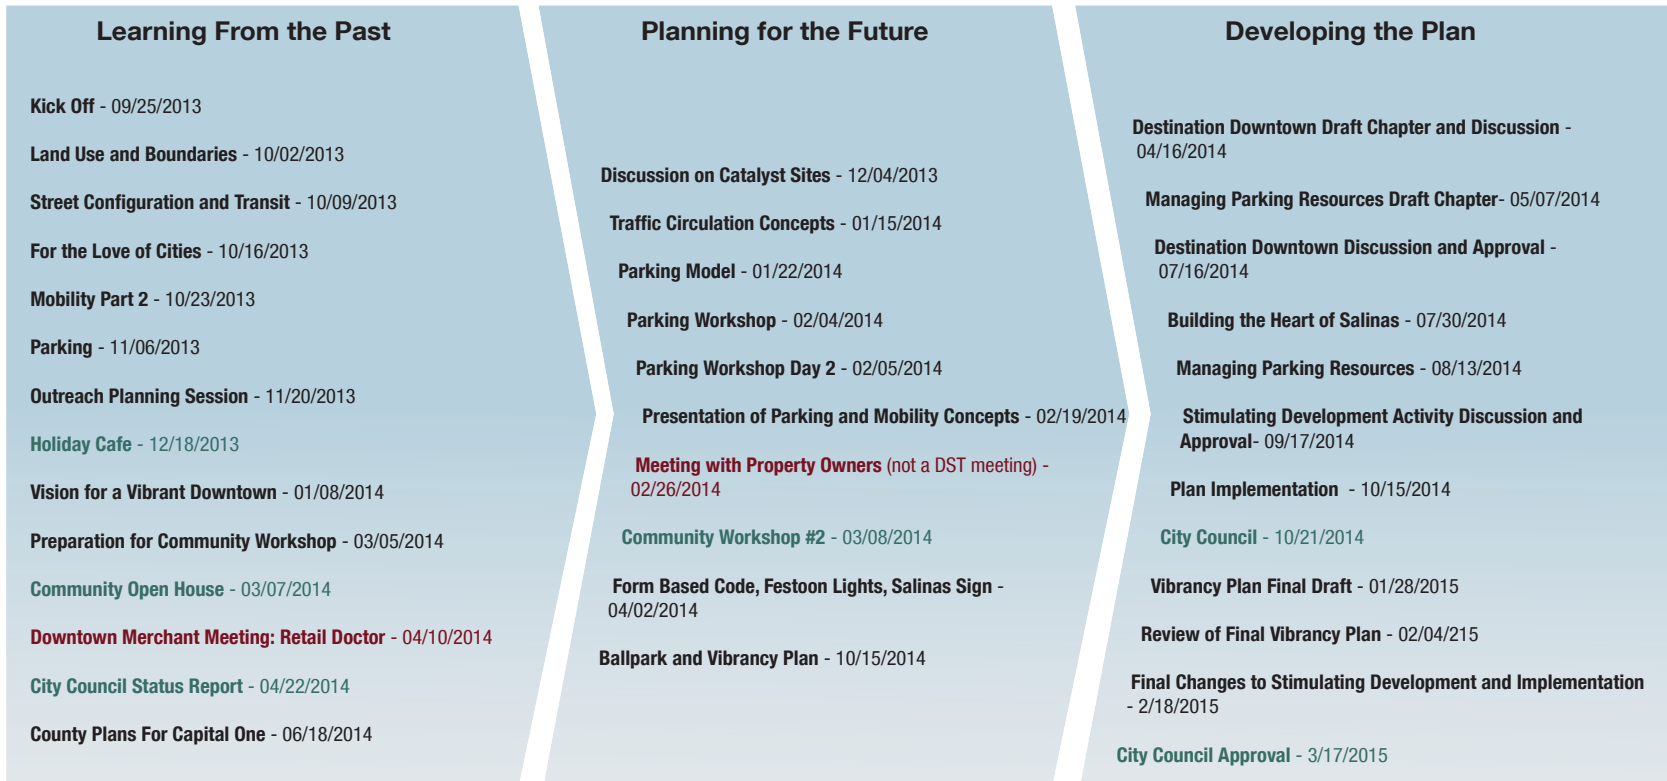 Learning From the Past
Kick Off - 09/25/2013
Land Use and Boundaries - 10/02/2013
Street Configuration and Transit - 10/09/2013
For the Love of Cities - 10/16/2013
Mobility Part 2 - 10/23/2013
Parking - 11/06/2013
Outreach Planning Session - 11/20/2013
Holiday Cafe - 12/18/2013
Vision for a Vibrant Downtown - 01/08/2014
Preparation for Community Workshop - 03/05/2014
Community Open House - 03/07/2014
Downtown Merchant Meeting: Retail Doctor - 04/10/2014
City Council Status Report - 04/22/2014
County Plans For Capital One - 06/18/2014
Planning for the Future
Discussion on Catalyst Sites - 12/04/2013
Traffic Circulation Concepts - 01/15/2014
Parking Model - 01/22/2014
Parking Workshop - 02/04/2014
Parking Workshop Day 2 - 02/05/2014
Presentation of Parking and Mobility Concepts - 02/19/2014
Meeting with Property Owners (not a DST meeting) -
02/26/2014
Community Workshop #2 - 03/08/2014
Form Based Code, Festoon Lights, Salinas Sign -
04/02/2014
Ballpark and Vibrancy Plan - 10/15/2014
Developing the Plan
Destination Downtown Draft Chapter and Discussion -
04/16/2014
Managing Parking Resources Draft Chapter- 05/07/2014
Destination Downtown Discussion and Approval -
07/16/2014
Building the Heart of Salinas - 07/30/2014
Managing Parking Resources - 08/13/2014
Stimulating Development Activity Discussion and
Approval- 09/17/2014
Plan Implementation - 10/15/2014
City Council - 10/21/2014
Vibrancy Plan Final Draft - 01/28/2015
Review of Final Vibrancy Plan - 02/04/215
Final Changes to Stimulating Development and Implementation
- 2/18/2015
City Council Approval - 3/17/2015